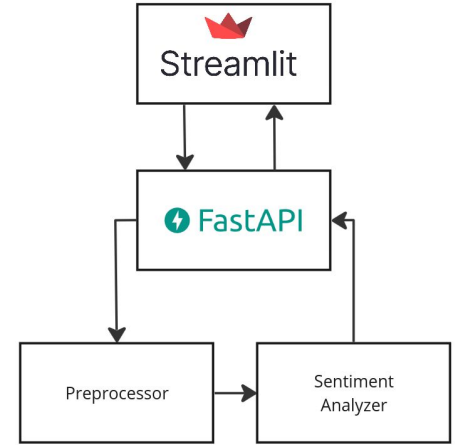 Streamlit
FastAPI
Preprocessor
Sentiment
Analyzer